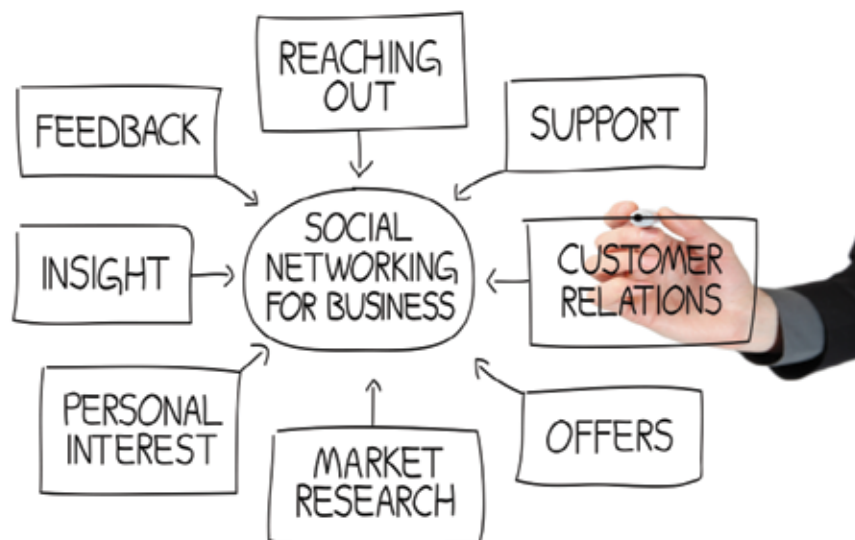 REACHING
OUT
FEEDBACK
SUPPORT
SOCIAL
NETWORKING
FOR BUSINESS
INSIGHT
CUSTOMER
RELATIONS
PERSONAL
INTEREST
MARKET
RESEARCH
OFFERS